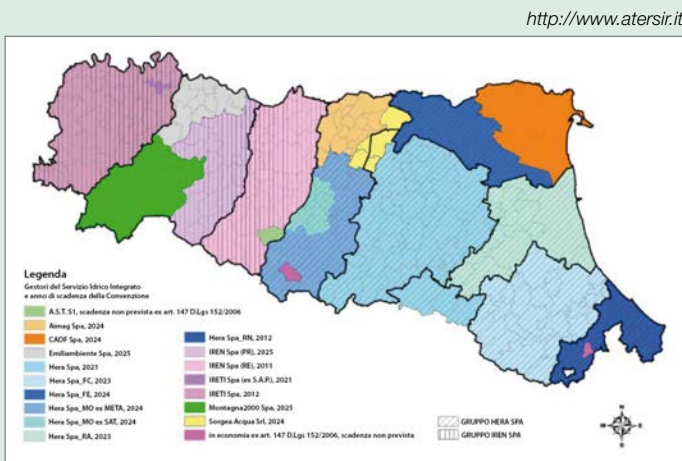 http://www.atersir.it
Legenda
Gestori del Servizio Idrico Integrato
e anno di scadenza della Convenzione
A.S.T. S1, scadenza non prevista ex art. 147 D.Lgs 152/2006
Aimag Spa, 2024
CADF Spa, 2024
Emiliambiente Spa, 2025
Hera Spa, 2021
Hera Spa_FC, 2023
Hera Spa_FE, 2024
Hera Spa_MO ex META, 2024
Hera Spa_MO ex SAT, 2024
Hera Spa_RA, 2023
Hera Spa_RN, 2012
IREN Spa (PR), 2025
IREN Spa (RE), 2011
IRETI Spa (ex S.A.P.), 2021
IRETI Spa, 2012
Montagna2000 Spa, 2025
Sorgea Acqua Srl, 2024
in economia ex art. 147 D.Lgs 152/2006, scadenza non prevista
GRUPPO HERA SPA
GRUPPO IREN SPA